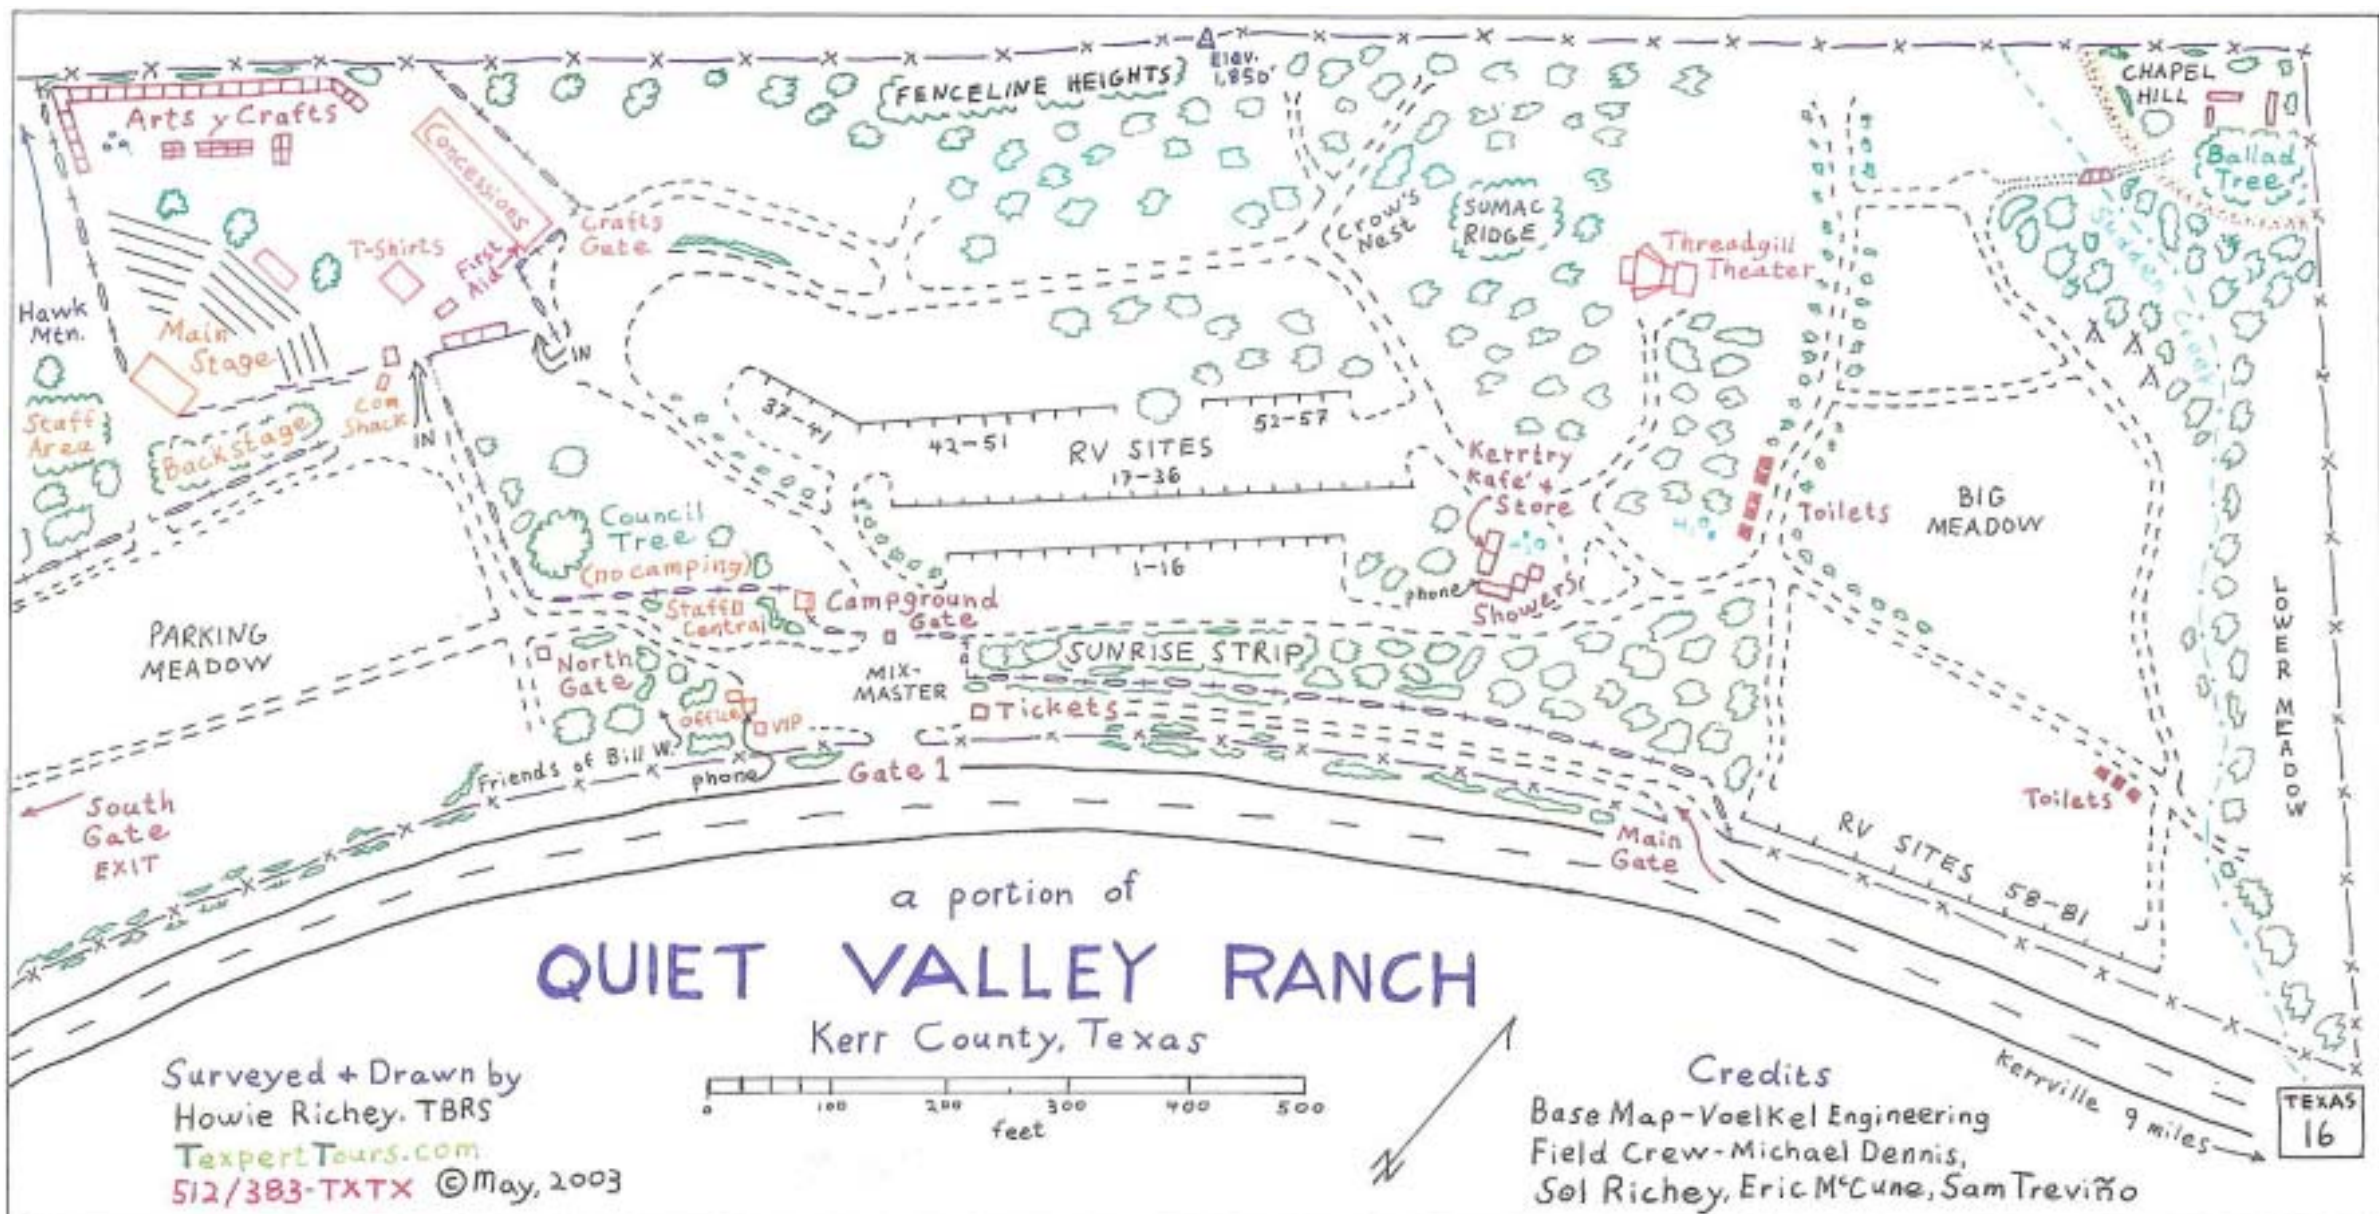 Elev.
1,850'
FENCELINE HEIGHTS
CHAPEL
HILL
Arts y Crafts
Concessions
Ballad
Tree
Crafts
Gate
T-Shirts
First
Aid
Crow's
Nest
SUMAC
RIDGE
Threadgill
Theater
Hawk
Mtn.
Main
Stage
IN
Staff
Area
Backstage
Com
Shack
IN
37-41
42-51
52-57
RV SITES
17-36
1-16
Kerrtry
Kafe' +
Store
H2O
phone
Showers
H2O
Toilets
BIG
MEADOW
Council
Tree
(no camping)
Staff
Central
Campground
Gate
PARKING
MEADOW
North
Gate
MIX-
MASTER
SUNRISE STRIP
Office
VIP
Tickets
LOWER MEADOW
Friends of Bill W.
phone
Gate 1
South
Gate
EXIT
Main
Gate
Toilets
RV SITES 58-81
a portion of
QUIET VALLEY RANCH
Kerr County, Texas
0 100 200 300 400 500
feet
N
Surveyed + Drawn by
Howie Richey, TBRS
TexpertTours.com
512/383-TXTX © May, 2003
Credits
Base Map-Voelkel Engineering
Field Crew-Michael Dennis,
Sol Richey, Eric McCune, Sam Treviño
Kerrville 9 miles
TEXAS
16